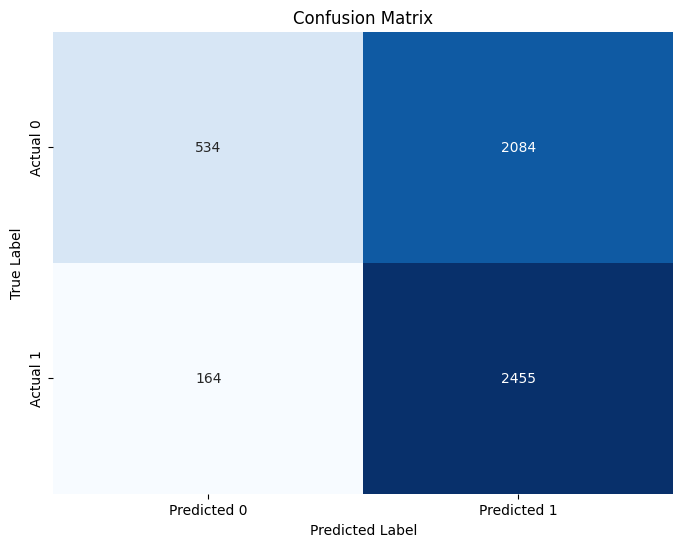 Confusion Matrix
True Label
Actual 0
534
2084
Actual 1
164
2455
Predicted 0
Predicted 1
Predicted Label